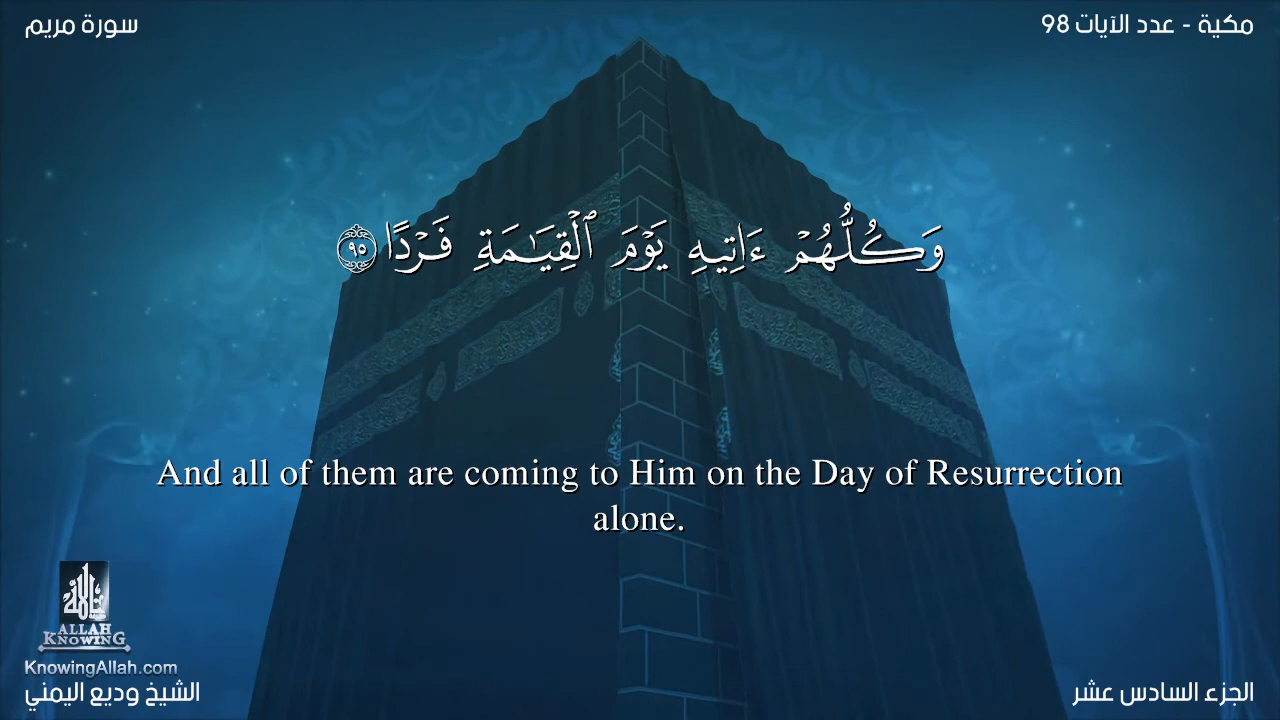 سورة مريم
مكية - عدد الآيات 98
وَكُلُّهُمْ ءَاتِيهِ يَوْمَ ٱلْقِيَـٰمَةِ فَرْدًا ٩٥
And all of them are coming to Him on the Day of Resurrection
alone.
ALLAH
KNOWING
KnowingAllah.com
الشيخ وديع اليمني
الجزء السادس عشر